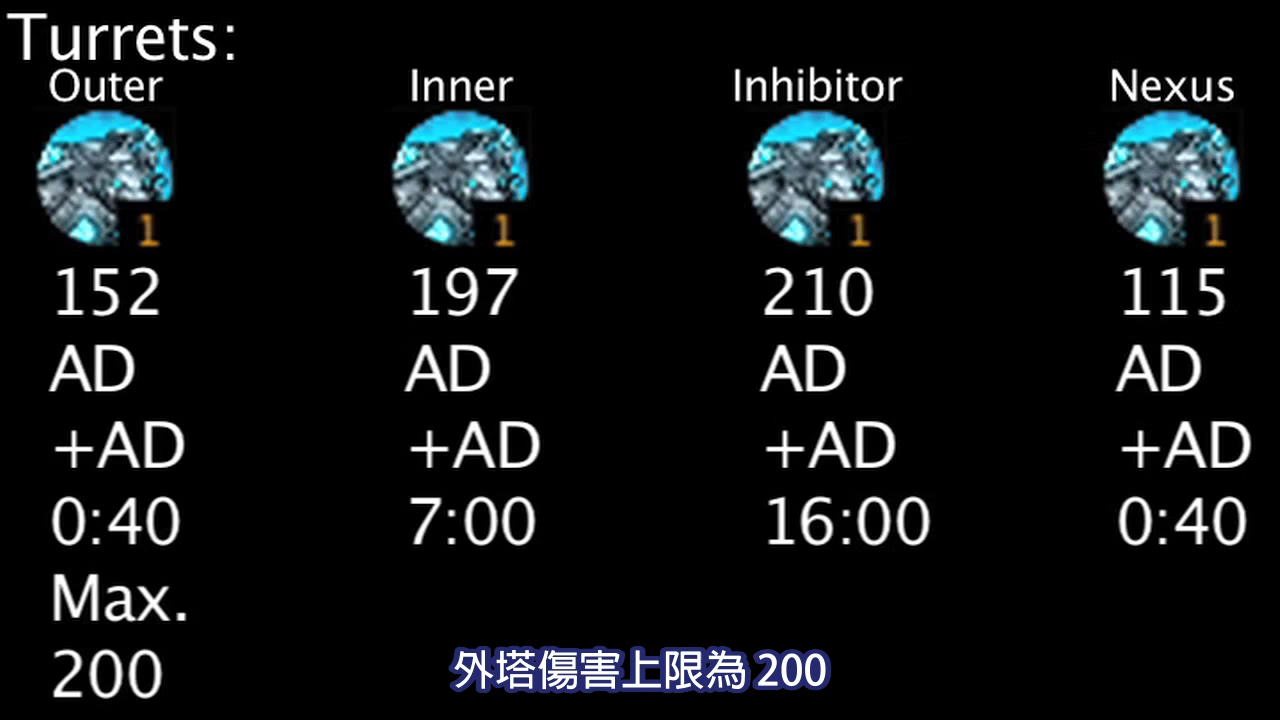 Turrets:
Outer Inner Inhibitor Nexus
1 1 1 1
152 197 210 115
AD AD AD AD
+AD +AD +AD +AD
0:40 7:00 16:00 0:40
Max.
200
外塔傷害上限為 200